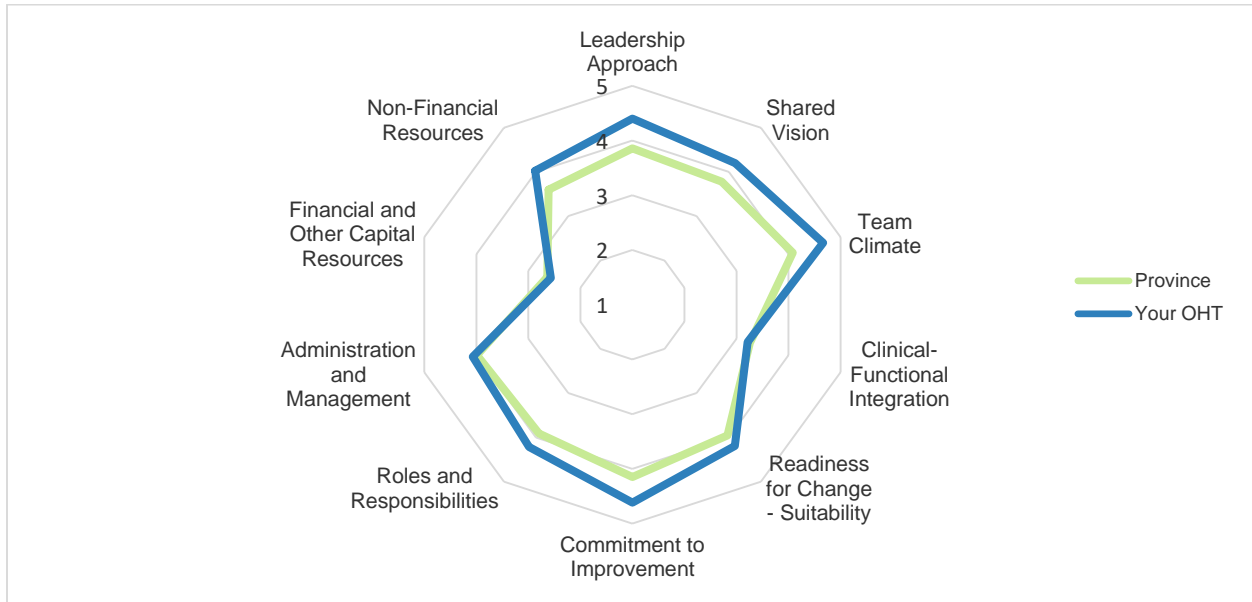 Leadership
Approach
Shared
Vision
Team
Climate
Clinical-
Functional
Integration
Readiness
for Change
- Suitability
Commitment to
Improvement
Roles and
Responsibilities
Administration
and
Management
Financial and
Other Capital
Resources
Non-Financial
Resources
5
4
3
2
1
Province
Your OHT